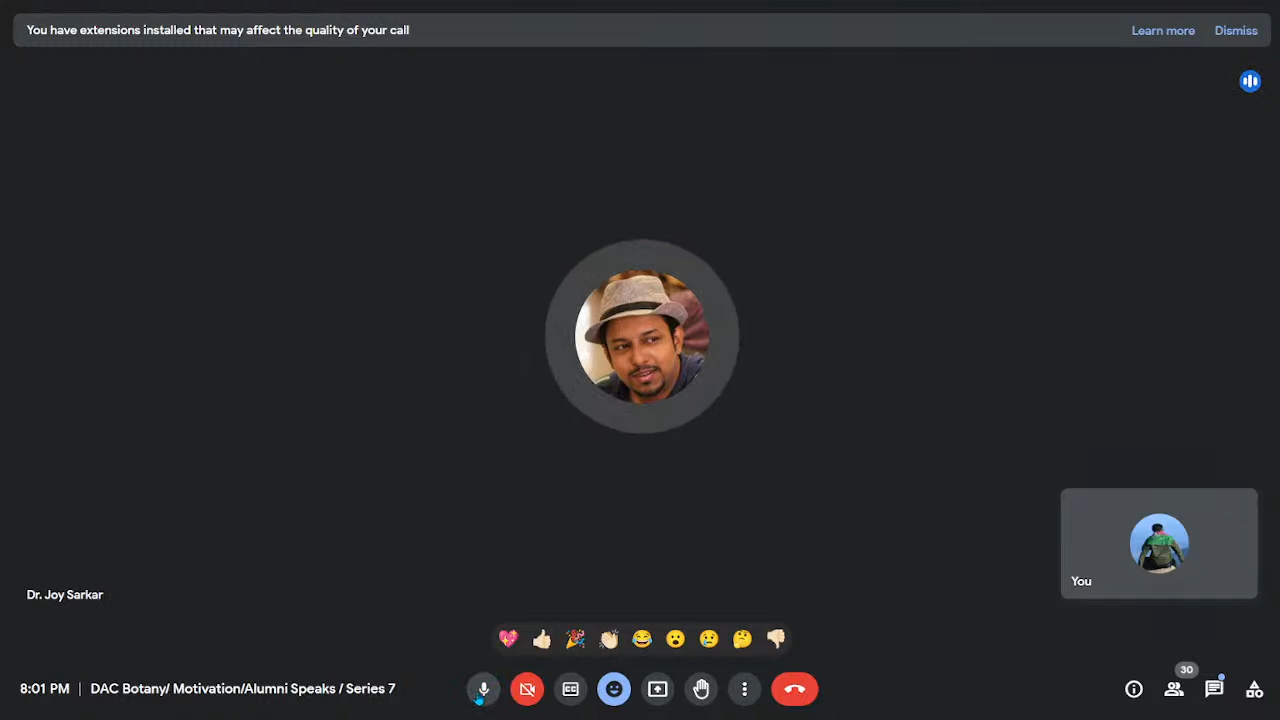 You have extensions installed that may affect the quality of your call
Learn more
Dismiss
You
Dr. Joy Sarkar
30
8:01 PM | DAC Botany/ Motivation/Alumni Speaks / Series 7
CC